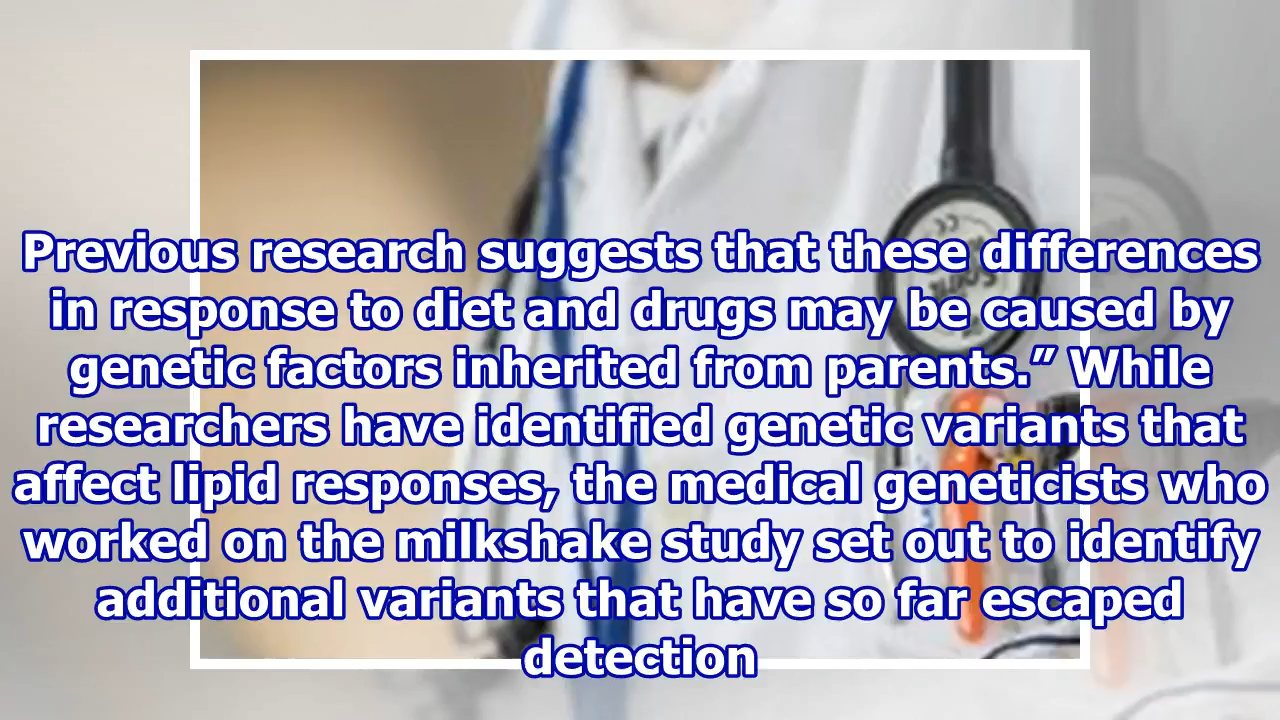 Previous research suggests that these differences
in response to diet and drugs may be caused by
genetic factors inherited from parents.” While
researchers have identified genetic variants that
affect lipid responses, the medical geneticists who
worked on the milkshake study set out to identify
additional variants that have so far escaped
detection